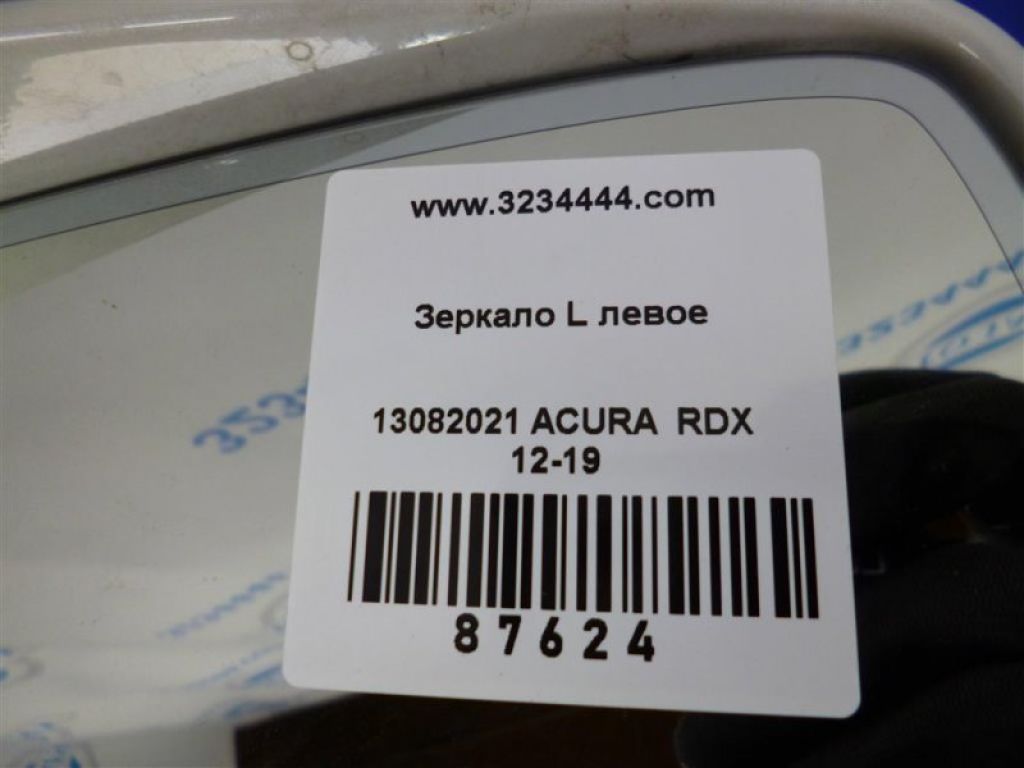 www.3234444.com
Зеркало L левое
13082021 ACURA RDX
12-19
87624